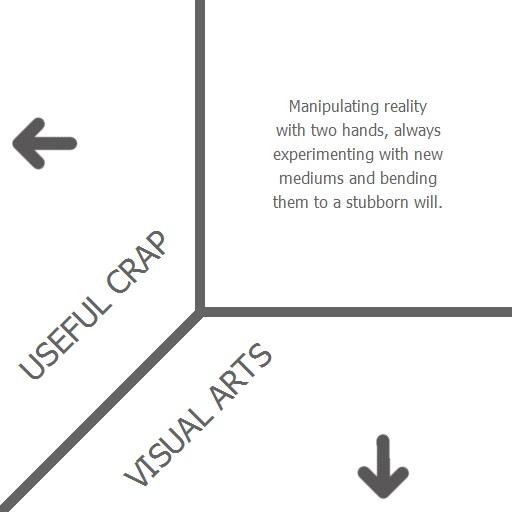 Manipulating reality
with two hands, always
experimenting with new
mediums and bending
them to a stubborn will.
USEFUL CRAP
VISUAL ARTS